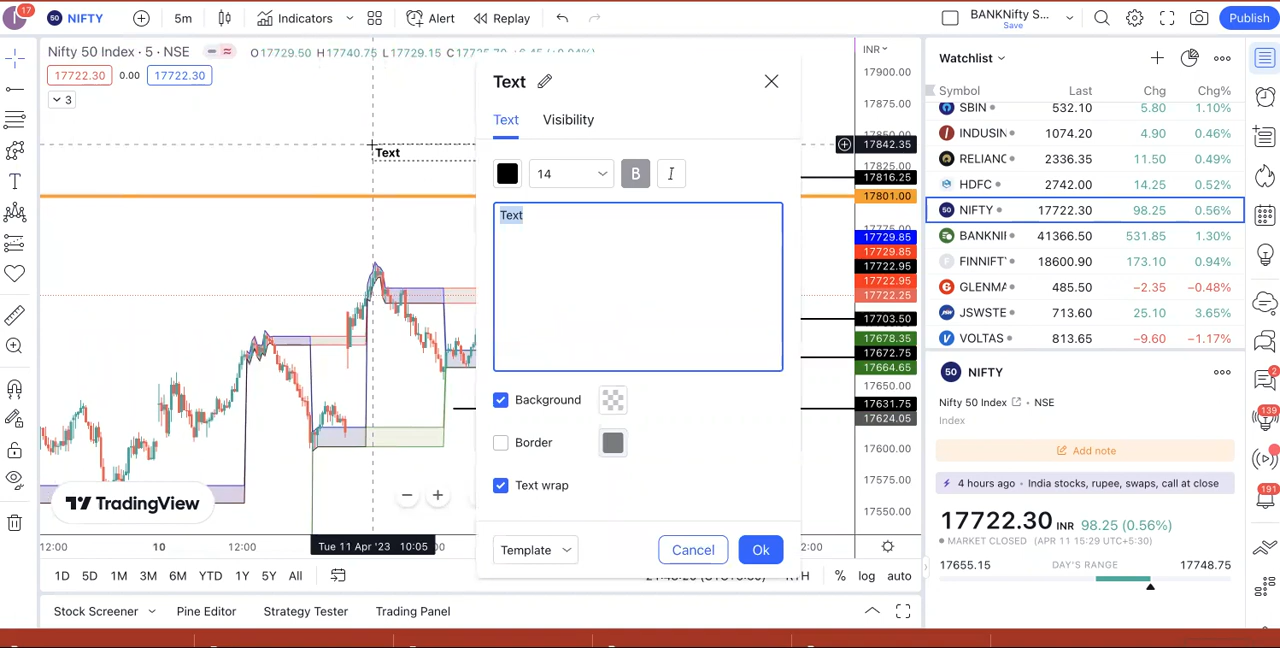 17
50 NIFTY
5m
Indicators
Alert
Replay
BANKNifty S...
Save
Publish
Nifty 50 Index · 5 · NSE
O17729.50 H17740.75 L17729.15
17722.30 0.00 17722.30
3
INR
17900.00
17875.00
17842.35
17825.00
17816.25
17801.00
17729.85
17729.85
17722.95
17722.95
17722.25
17703.50
17678.35
17672.75
17664.65
17650.00
17631.75
17624.05
17600.00
17575.00
17550.00
Text
Text
Text Visibility
14 B I
Text
Background
Border
Text wrap
Template
Cancel
Ok
TradingView
12:00
10
12:00
Tue 11 Apr '23 10:05
2:00
1D 5D 1M 3M 6M YTD 1Y 5Y All
% log auto
Stock Screener Pine Editor Strategy Tester Trading Panel
Watchlist
Symbol Last Chg Chg%
SBIN 532.10 5.80 1.10%
INDUSIN 1074.20 4.90 0.46%
RELIANC 2336.35 11.50 0.49%
HDFC 2742.00 14.25 0.52%
50 NIFTY 17722.30 98.25 0.56%
BANKNI 41366.50 531.85 1.30%
FINNIFT 18600.90 173.10 0.94%
GLENMA 485.50 −2.35 −0.48%
JSWSTE 713.60 25.10 3.65%
VOLTAS 813.65 −9.60 −1.17%
50 NIFTY
Nifty 50 Index · NSE
Index
Add note
4 hours ago · India stocks, rupee, swaps, call at close
17722.30 INR 98.25 (0.56%)
MARKET CLOSED (APR 11 15:29 UTC+5:30)
17655.15 DAY'S RANGE 17748.75
2
139
191